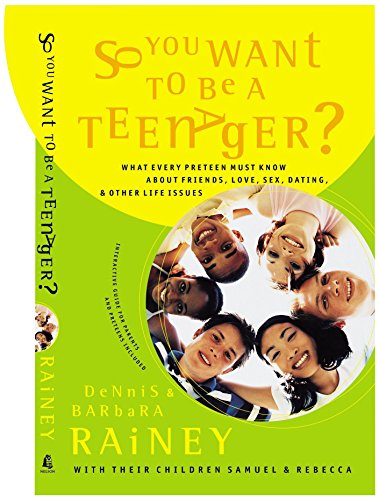 So YOU WANt
TO Be A
TEENAgER?
WHAT EVERY PRETEEN MUST KNOW
ABOUT FRIENDS, LOVE, SEX, DATING,
& OTHER LIFE ISSUES
INTERACTIVE GUIDE FOR PARENTS
AND PRETEENS INCLUDED
DeNNiS &
BARbaRA
RAiNEY
WITH THEIR CHILDREN SAMUEL & REBECCA
So YOU WANt TO Be A TEENAgER?
RAiNEY
NELSON